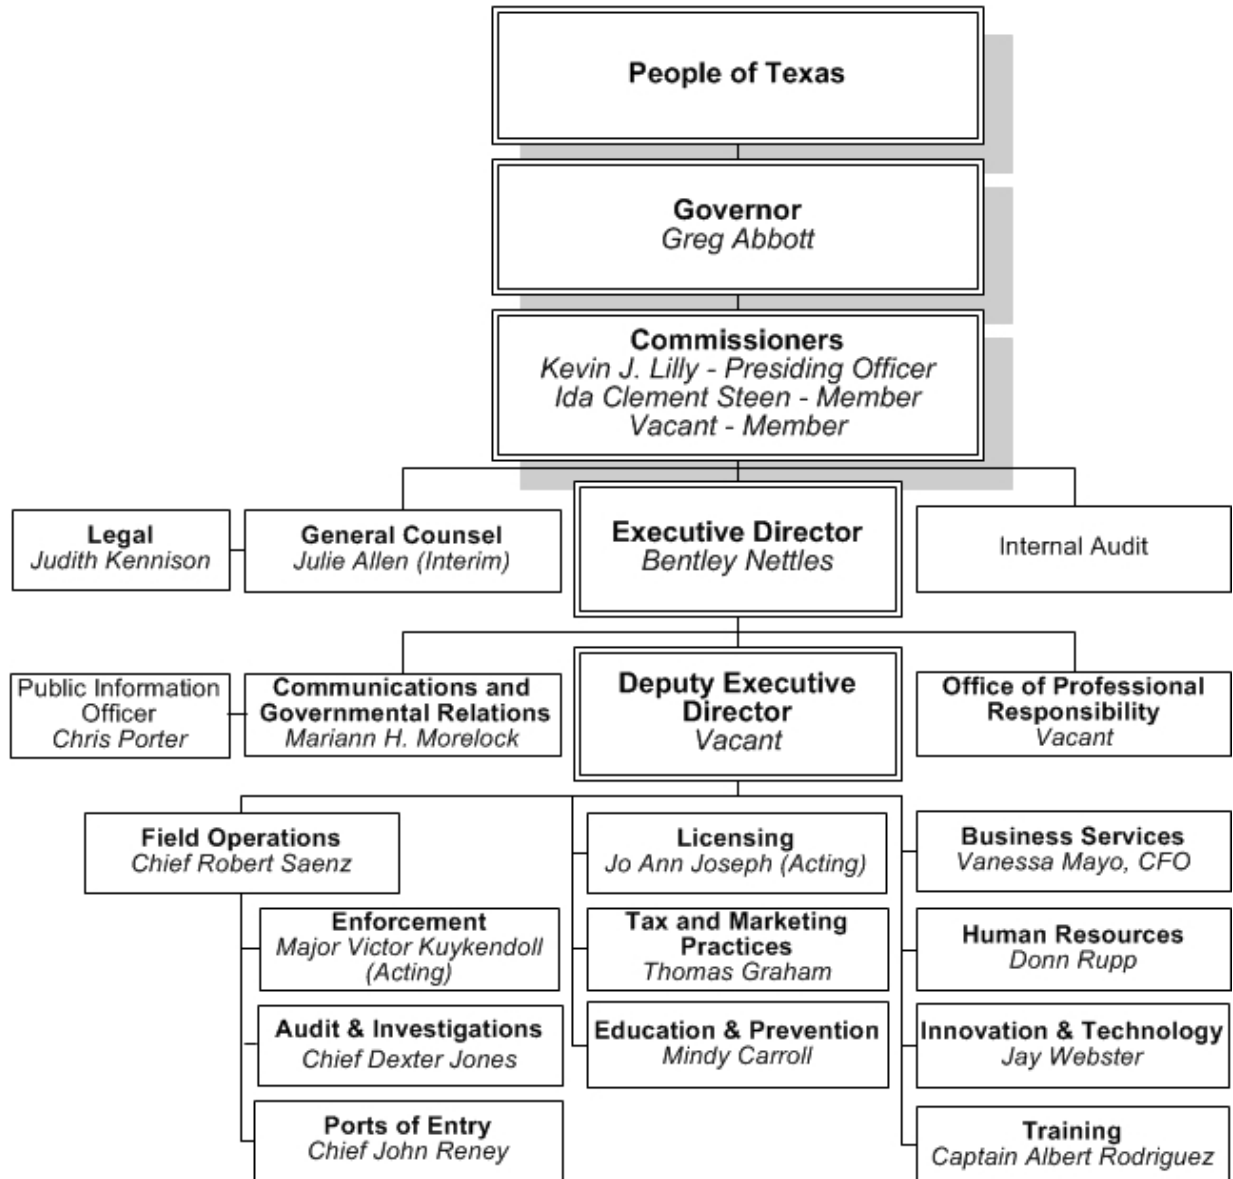 People of Texas
Governor
Greg Abbott
Commissioners
Kevin J. Lilly - Presiding Officer
Ida Clement Steen - Member
Vacant - Member
Legal
Judith Kennison
General Counsel
Julie Allen (Interim)
Executive Director
Bentley Nettles
Internal Audit
Public Information
Officer
Chris Porter
Communications and
Governmental Relations
Mariann H. Morelock
Deputy Executive
Director
Vacant
Office of Professional
Responsibility
Vacant
Field Operations
Chief Robert Saenz
Licensing
Jo Ann Joseph (Acting)
Business Services
Vanessa Mayo, CFO
Enforcement
Major Victor Kuykendoll
(Acting)
Tax and Marketing
Practices
Thomas Graham
Human Resources
Donn Rupp
Audit & Investigations
Chief Dexter Jones
Education & Prevention
Mindy Carroll
Innovation & Technology
Jay Webster
Ports of Entry
Chief John Reney
Training
Captain Albert Rodriguez